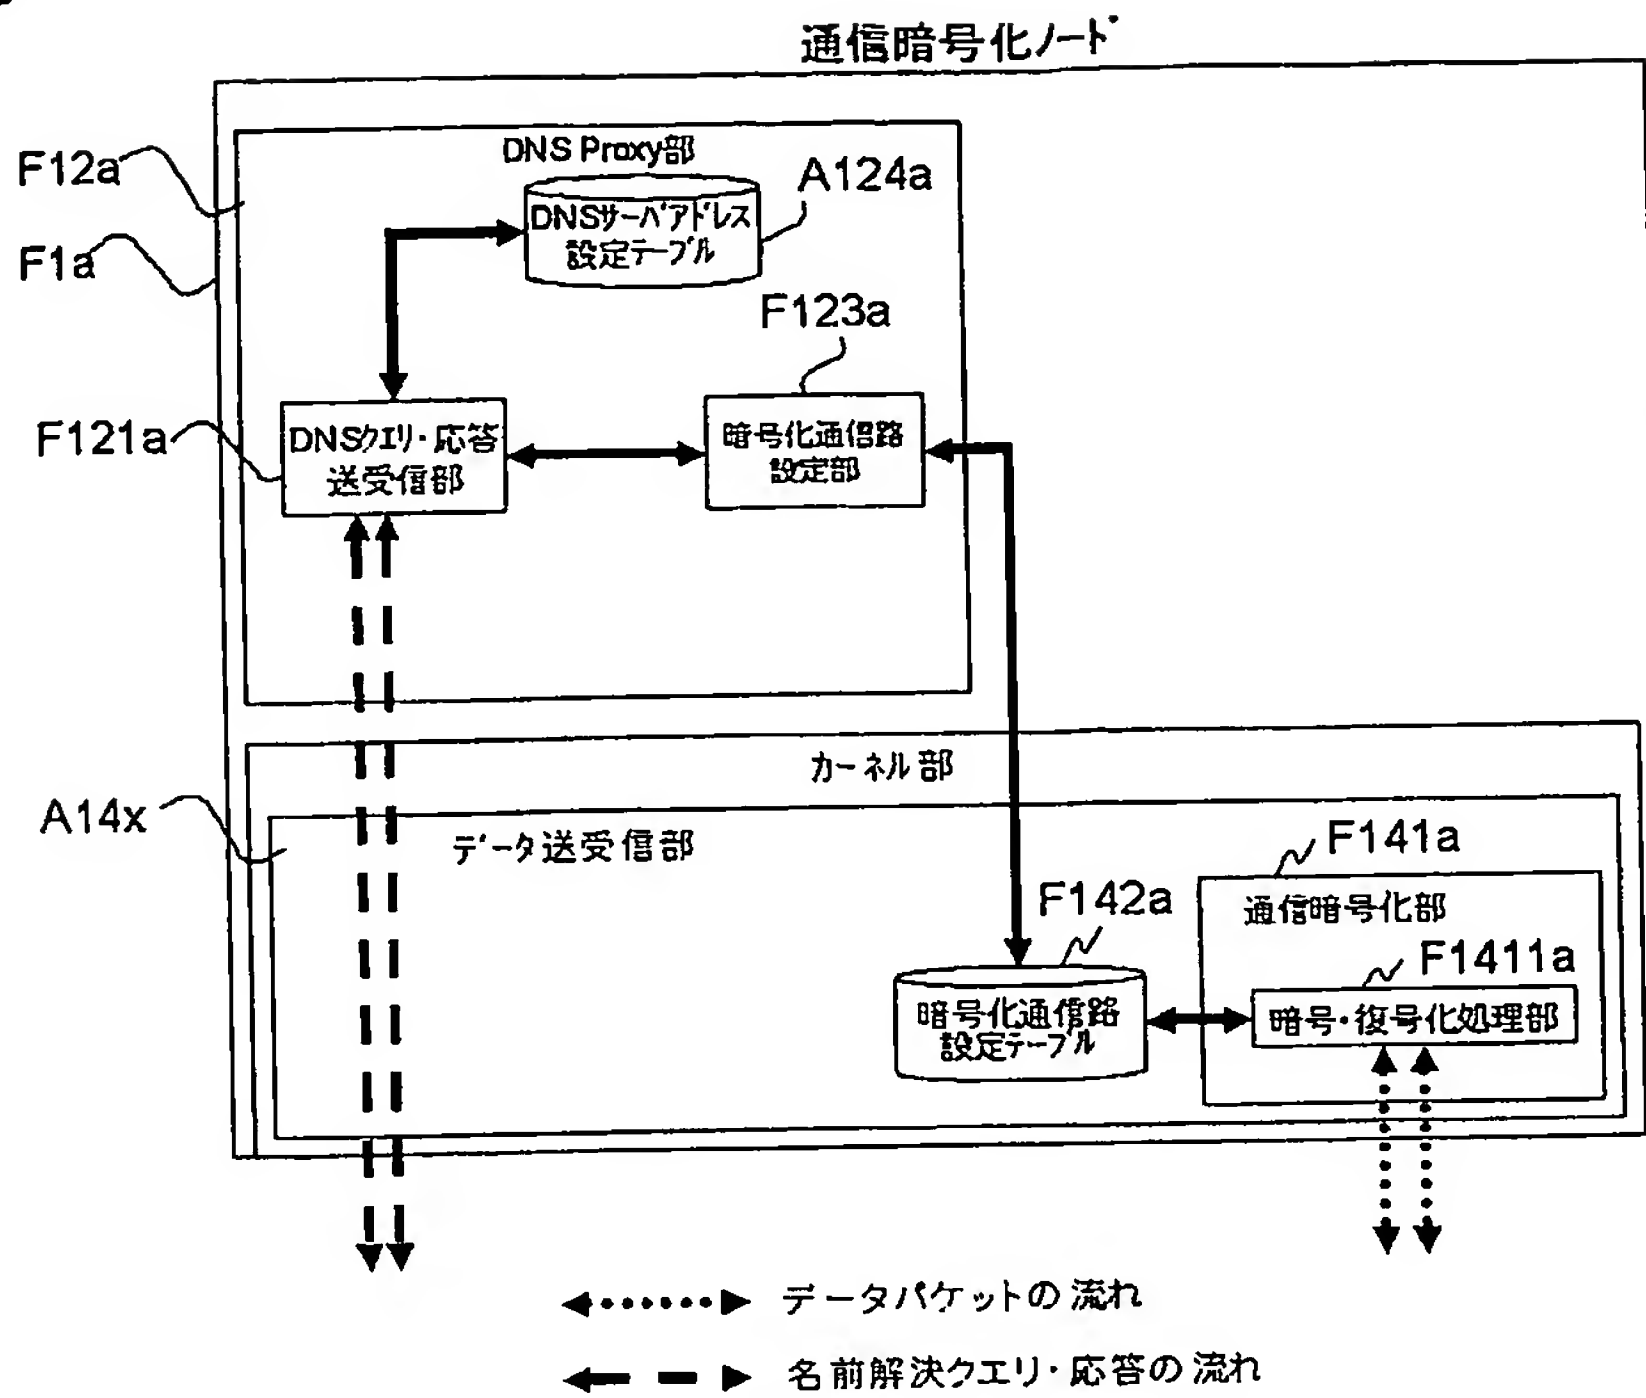 通信暗号化ノード
F12a
DNS Proxy部
A124a
DNSサーバアドレス
設定テーブル
F1a
F123a
F121a
DNSクエリ・応答
送受信部
暗号化通信路
設定部
カーネル部
A14x
データ送受信部
F141a
F142a
通信暗号化部
F1411a
暗号化通信路
設定テーブル
暗号・復号化処理部
データパケットの流れ
名前解決クエリ・応答の流れ